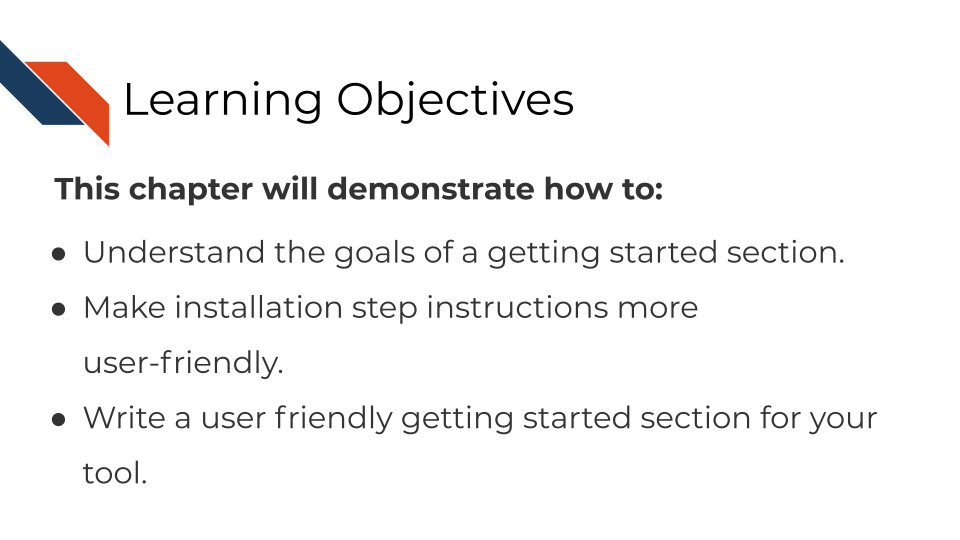 Learning Objectives
This chapter will demonstrate how to:
● Understand the goals of a getting started section.
● Make installation step instructions more
user-friendly.
● Write a user friendly getting started section for your
tool.